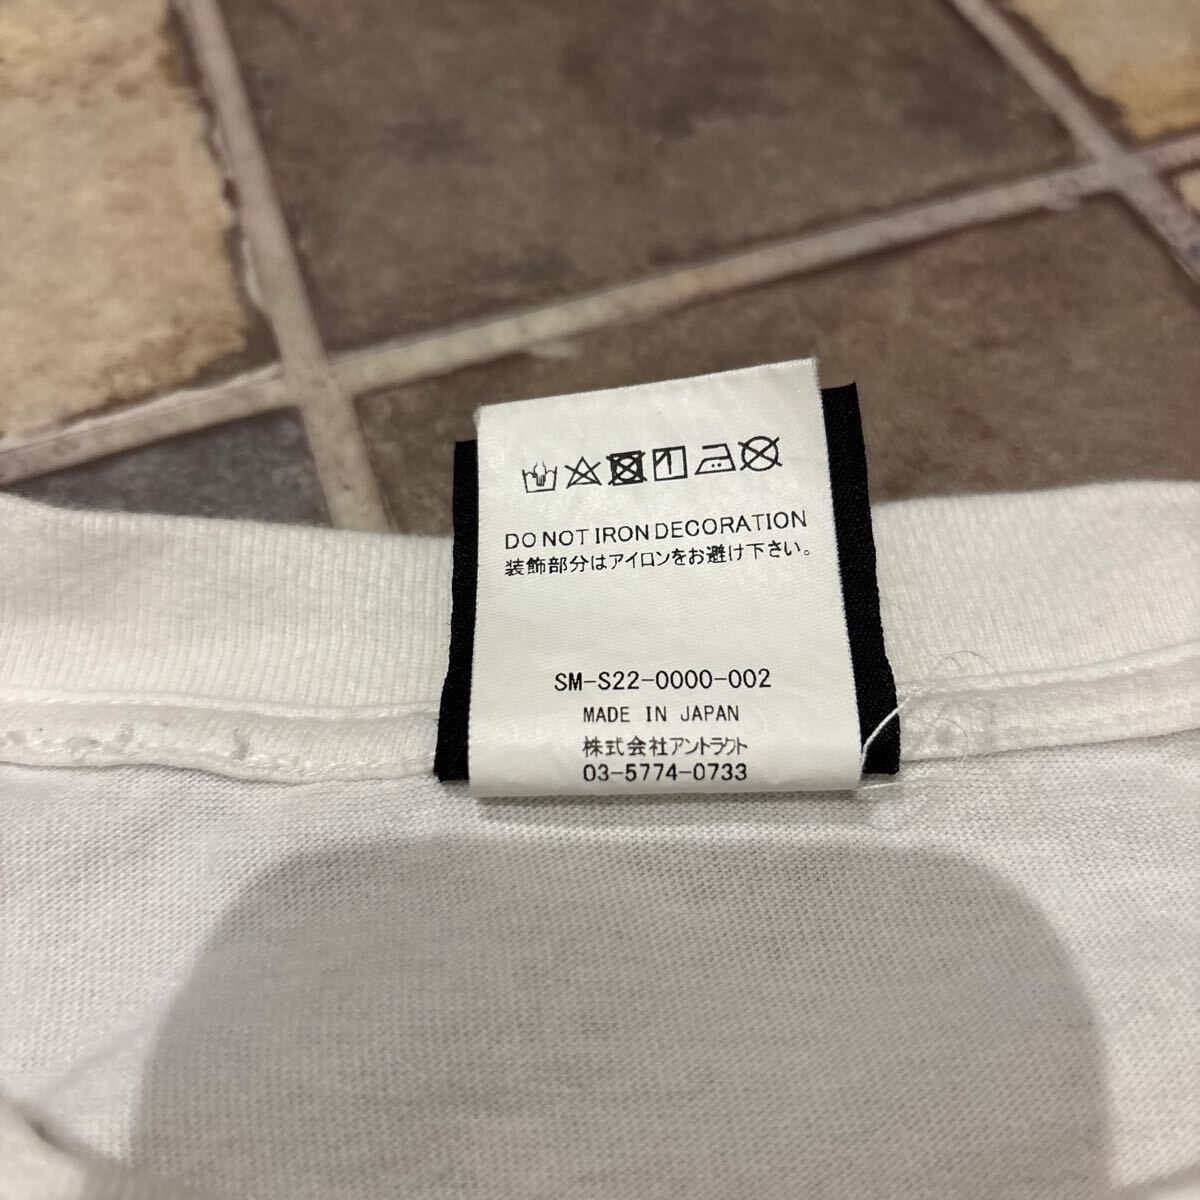 DO NOT IRON DECORATION
装飾部分はアイロンをお避け下さい。
SM-S22-0000-002
MADE IN JAPAN
株式会社アントラクト
03-5774-0733